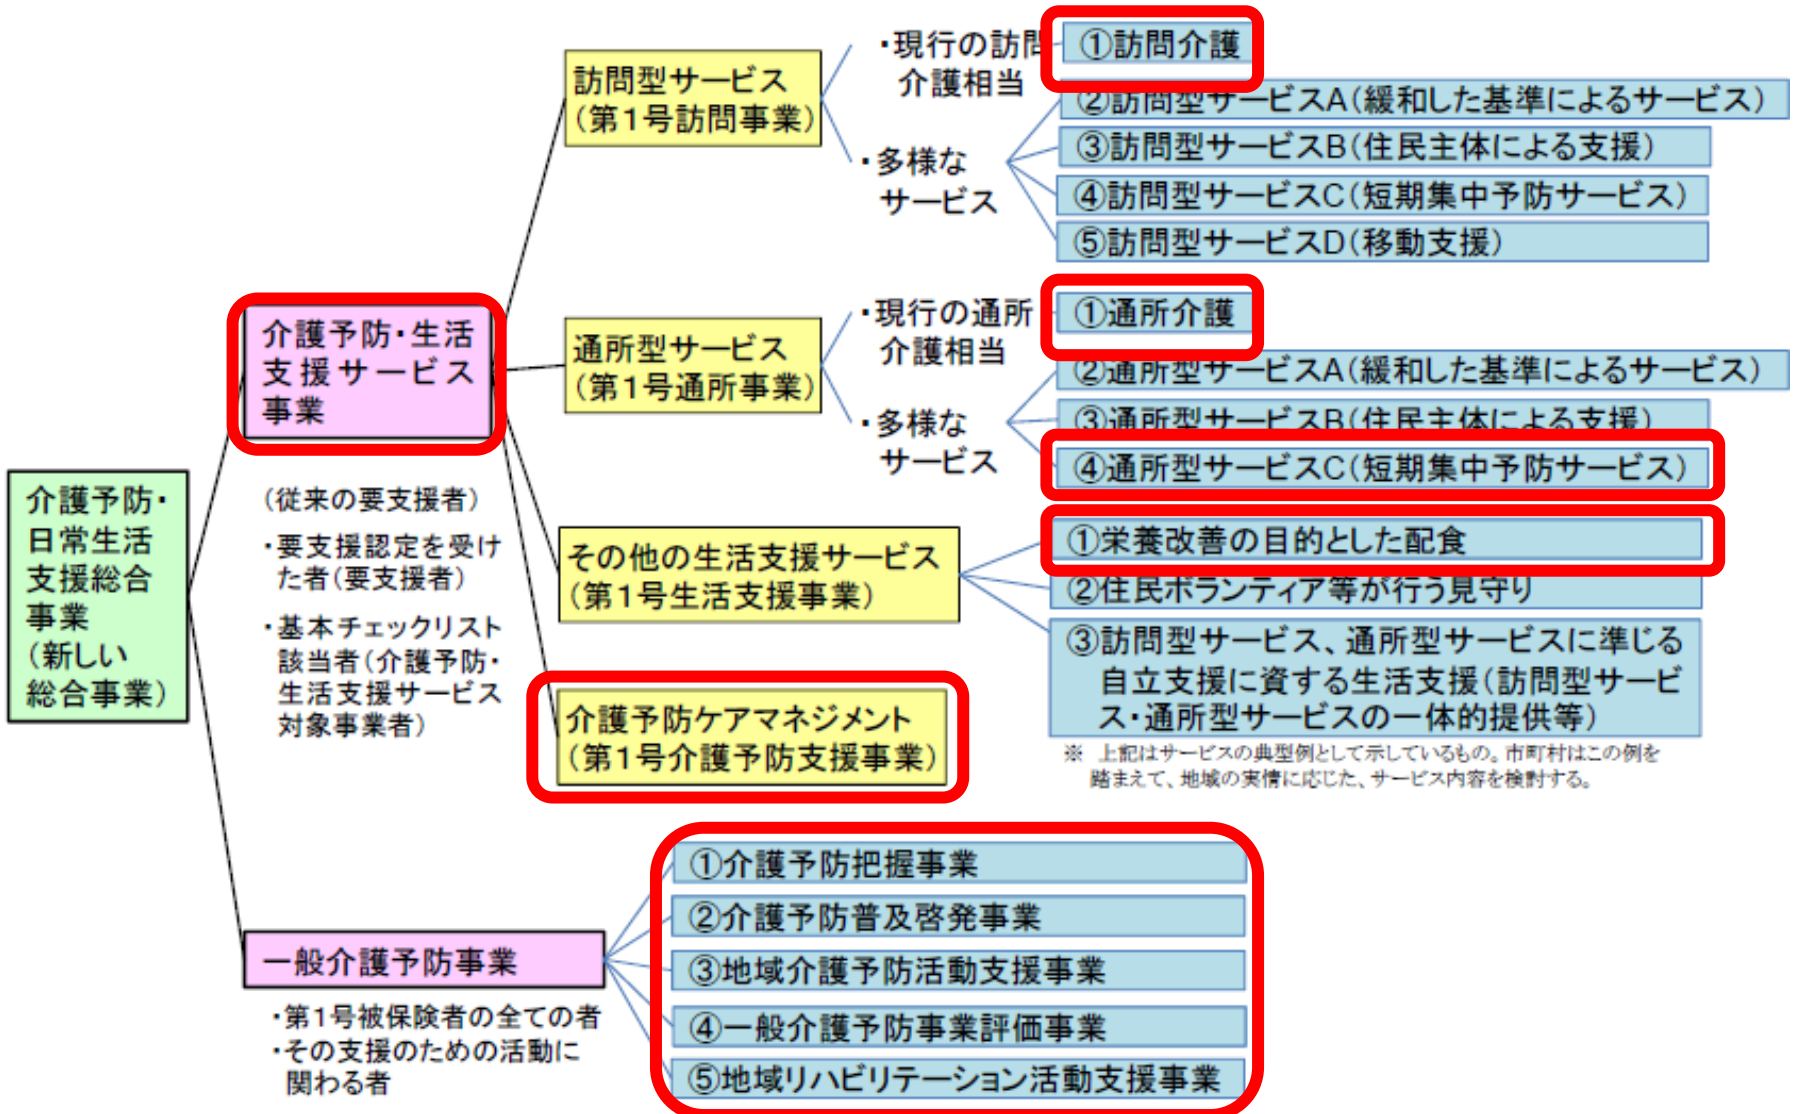 介護予防・
日常生活
支援総合
事業
（新しい
総合事業）
介護予防・生活
支援サービス
事業
（従来の要支援者）
・要支援認定を受け
た者（要支援者）
・基本チェックリスト
該当者（介護予防・
生活支援サービス
対象事業者）
訪問型サービス
（第1号訪問事業）
・現行の訪問
介護相当
①訪問介護
・多様な
サービス
②訪問型サービスA（緩和した基準によるサービス）
③訪問型サービスB（住民主体による支援）
④訪問型サービスC（短期集中予防サービス）
⑤訪問型サービスD（移動支援）
通所型サービス
（第1号通所事業）
・現行の通所
介護相当
①通所介護
・多様な
サービス
②通所型サービスA（緩和した基準によるサービス）
③通所型サービスB（住民主体による支援）
④通所型サービスC（短期集中予防サービス）
その他の生活支援サービス
（第1号生活支援事業）
①栄養改善の目的とした配食
②住民ボランティア等が行う見守り
③訪問型サービス、通所型サービスに準じる
自立支援に資する生活支援（訪問型サービ
ス・通所型サービスの一体的提供等）
※ 上記はサービスの典型例として示しているもの。市町村はこの例を
踏まえて、地域の実情に応じた、サービス内容を検討する。
介護予防ケアマネジメント
（第1号介護予防支援事業）
一般介護予防事業
・第1号被保険者の全ての者
・その支援のための活動に
関わる者
①介護予防把握事業
②介護予防普及啓発事業
③地域介護予防活動支援事業
④一般介護予防事業評価事業
⑤地域リハビリテーション活動支援事業